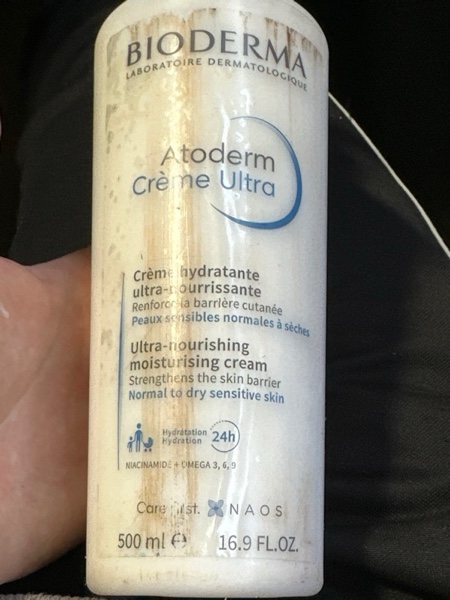 BIODERMA
LABORATOIRE DERMATOLOGIQUE
Atoderm
Crème Ultra
Crème hydratante
ultra-nourrissante
Renforce la barrière cutanée
Peaux sensibles normales à sèches
Ultra-nourishing
moisturising cream
Strengthens the skin barrier
Normal to dry sensitive skin
Hydratation
Hydration
24h
NIACINAMIDE + OMEGA 3, 6, 9
Care NAOS
500 ml e 16.9 FL.OZ.